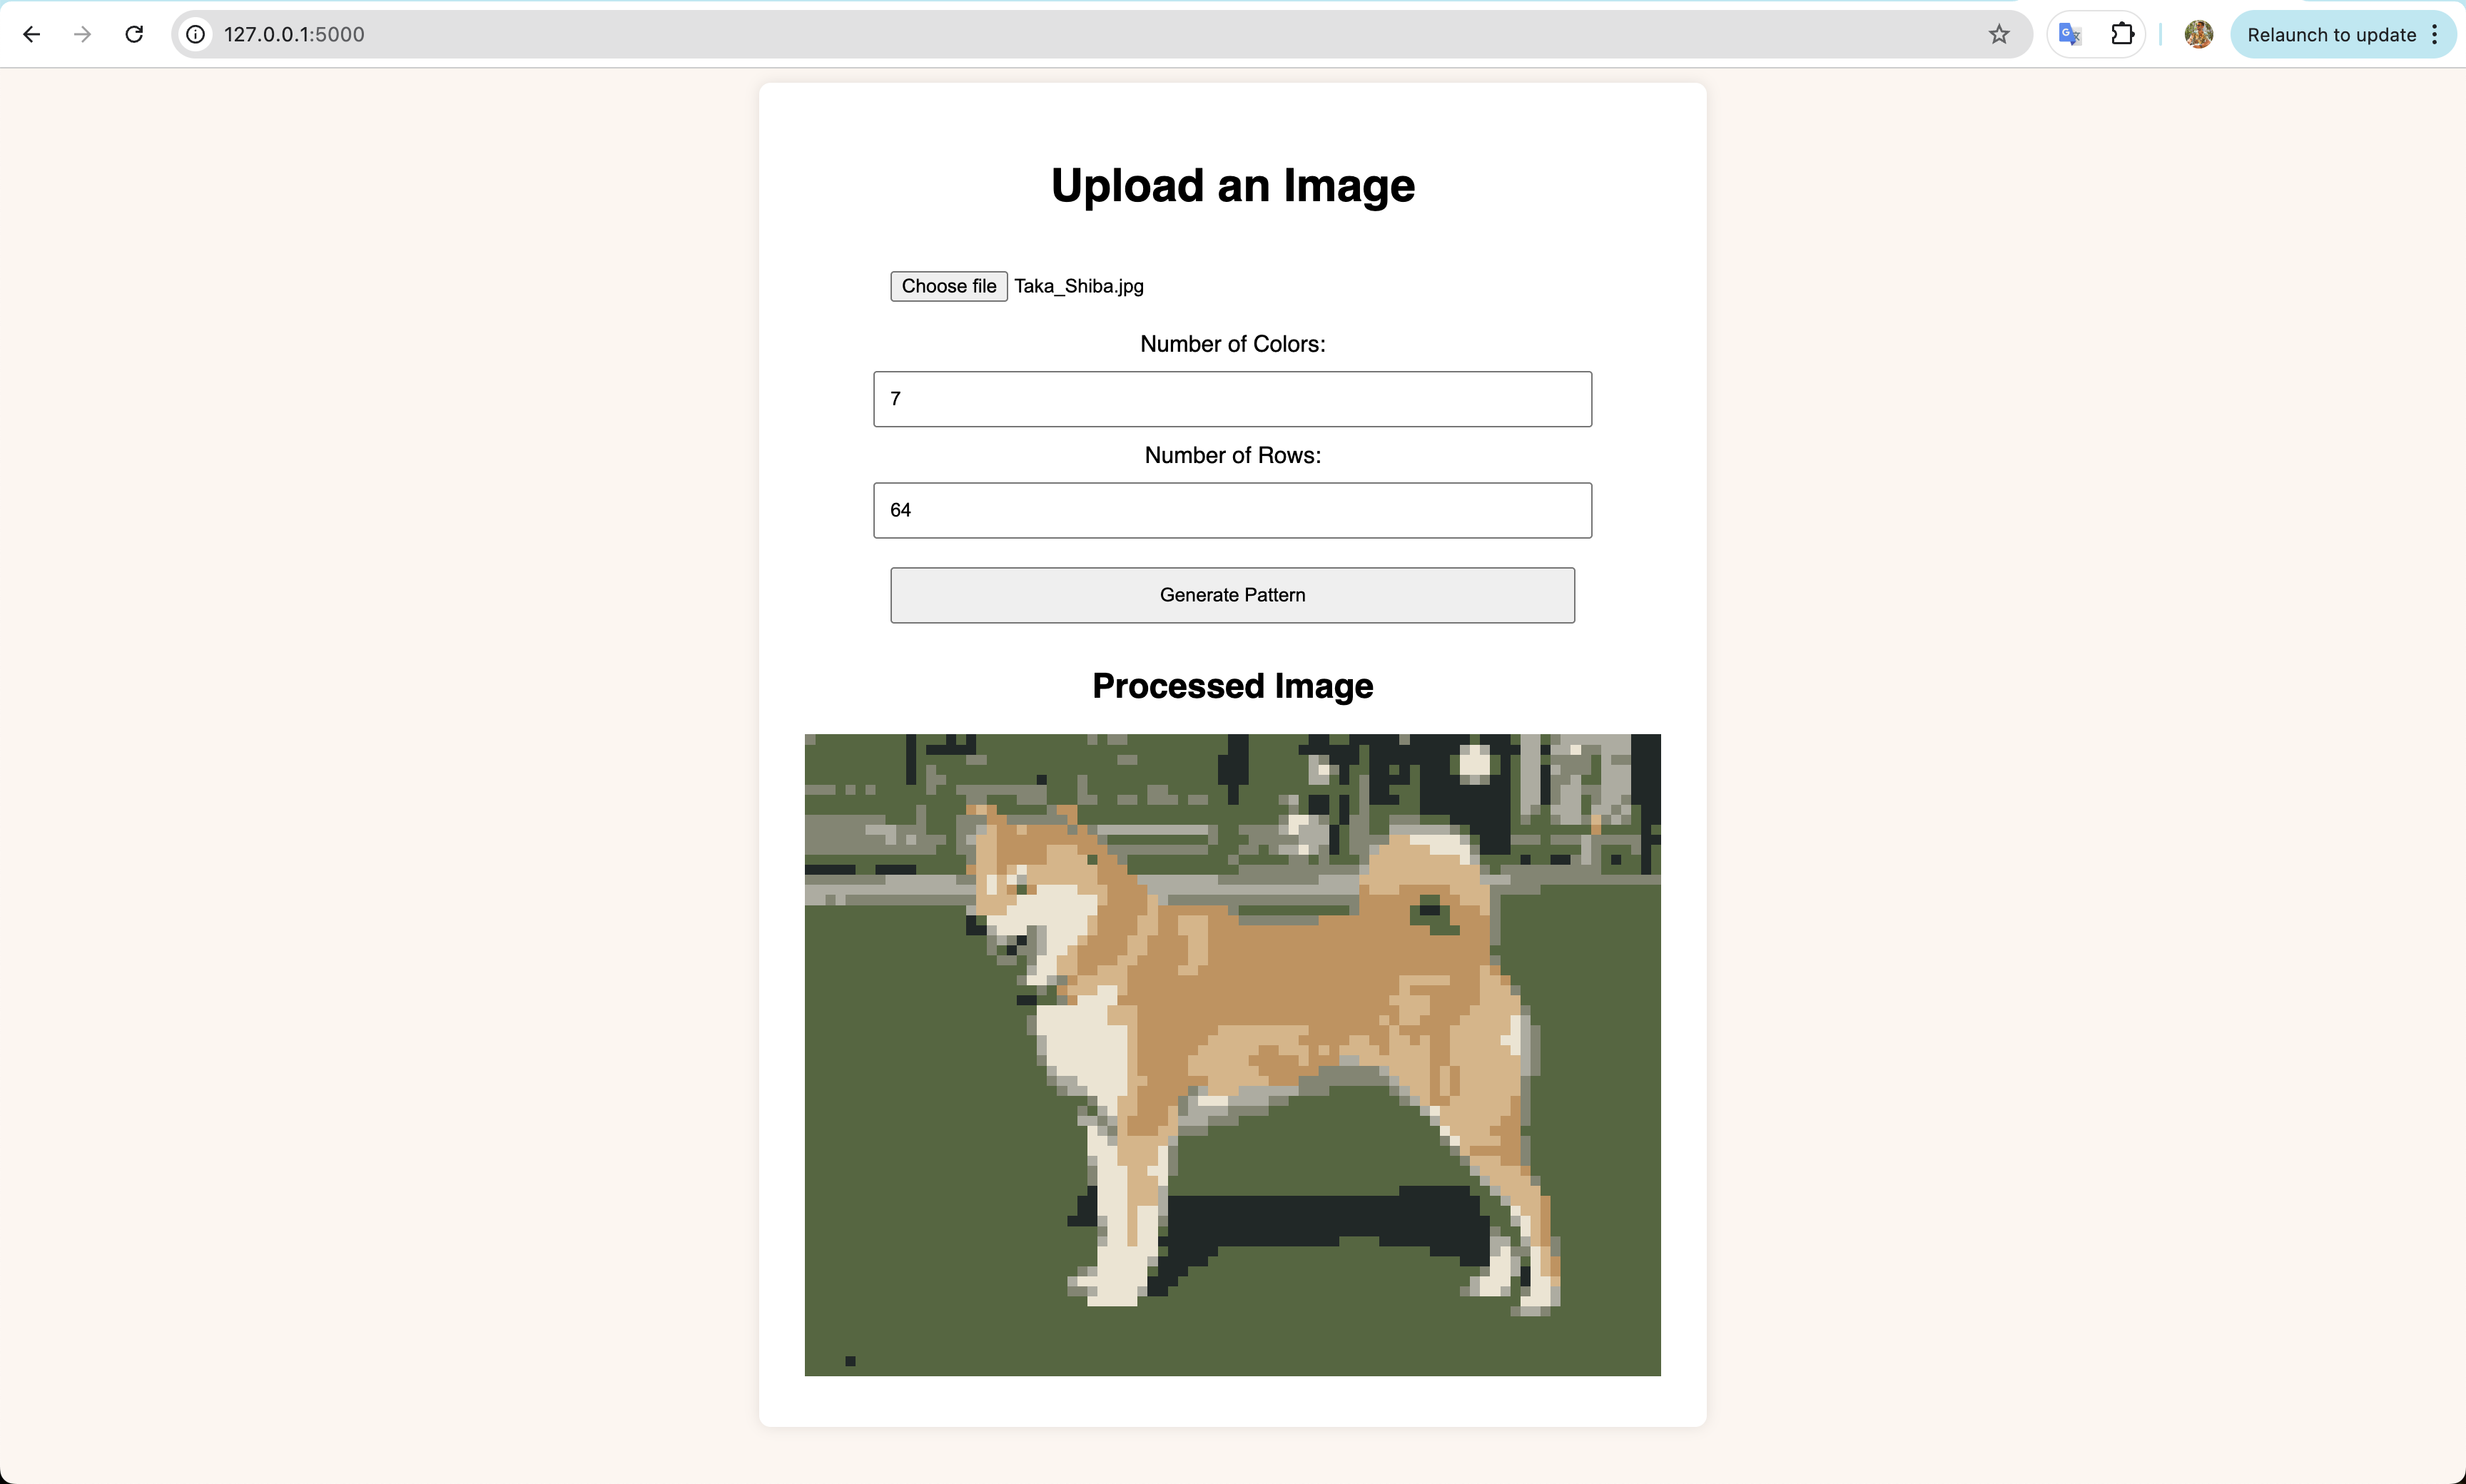 127.0.0.1:5000
Relaunch to update
Upload an Image
Choose file Taka_Shiba.jpg
Number of Colors:
7
Number of Rows:
64
Generate Pattern
Processed Image